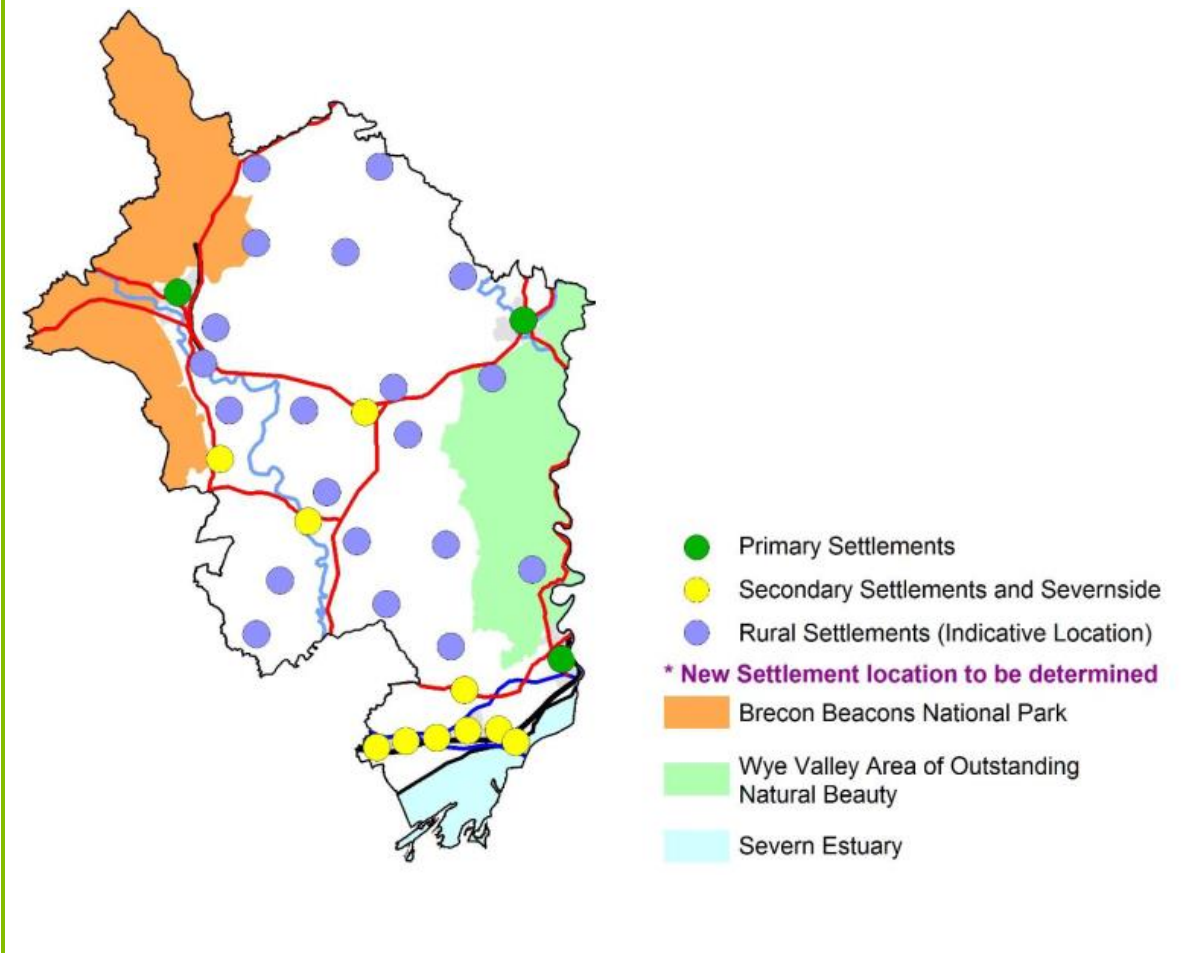 Primary Settlements
Secondary Settlements and Severnside
Rural Settlements (Indicative Location)
* New Settlement location to be determined
Brecon Beacons National Park
Wye Valley Area of Outstanding
Natural Beauty
Severn Estuary